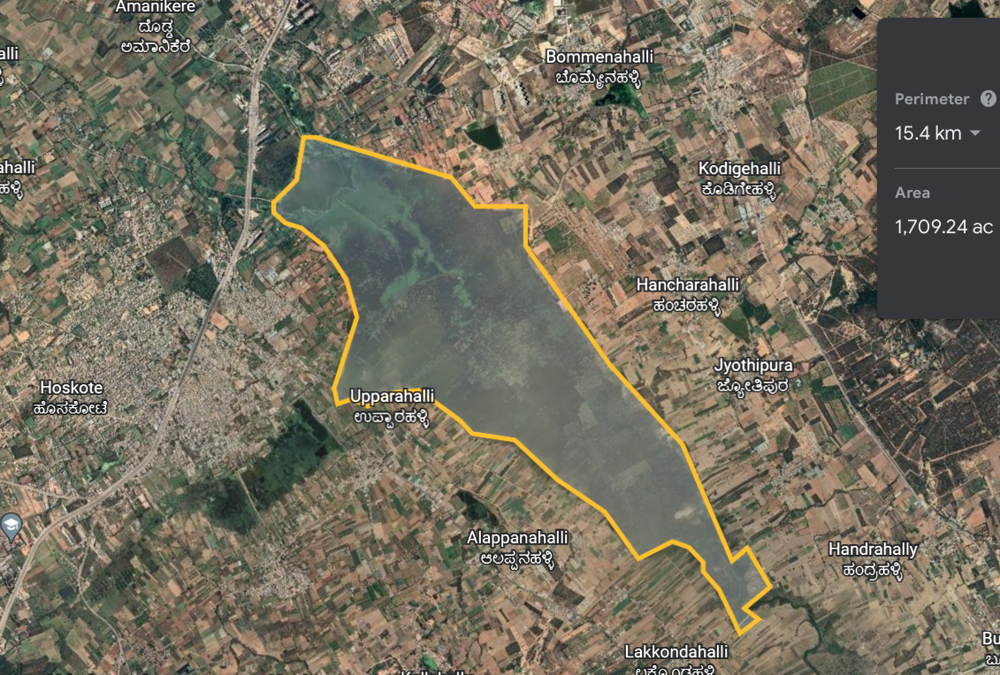 Amanikere
ದೊಡ್ಡ
ಅಮಾನಿಕೆರೆ
Bommenahalli
ಬೊಮ್ಮೇನಹಳ್ಳಿ
Perimeter ?
15.4 km
Kodigehalli
ಕೊಡಿಗೇಹಳ್ಳಿ
Area
1,709.24 ac
Hancharahalli
ಹಂಚರಹಳ್ಳಿ
Jyothipura
ಜ್ಯೋತಿಪುರ
Hoskote
ಹೊಸಕೋಟೆ
Upparahalli
ಉಪ್ಪಾರಹಳ್ಳಿ
Alappanahalli
ಆಲಪ್ಪನಹಳ್ಳಿ
Handrahally
ಹಂದ್ರಹಳ್ಳಿ
Lakkondahalli